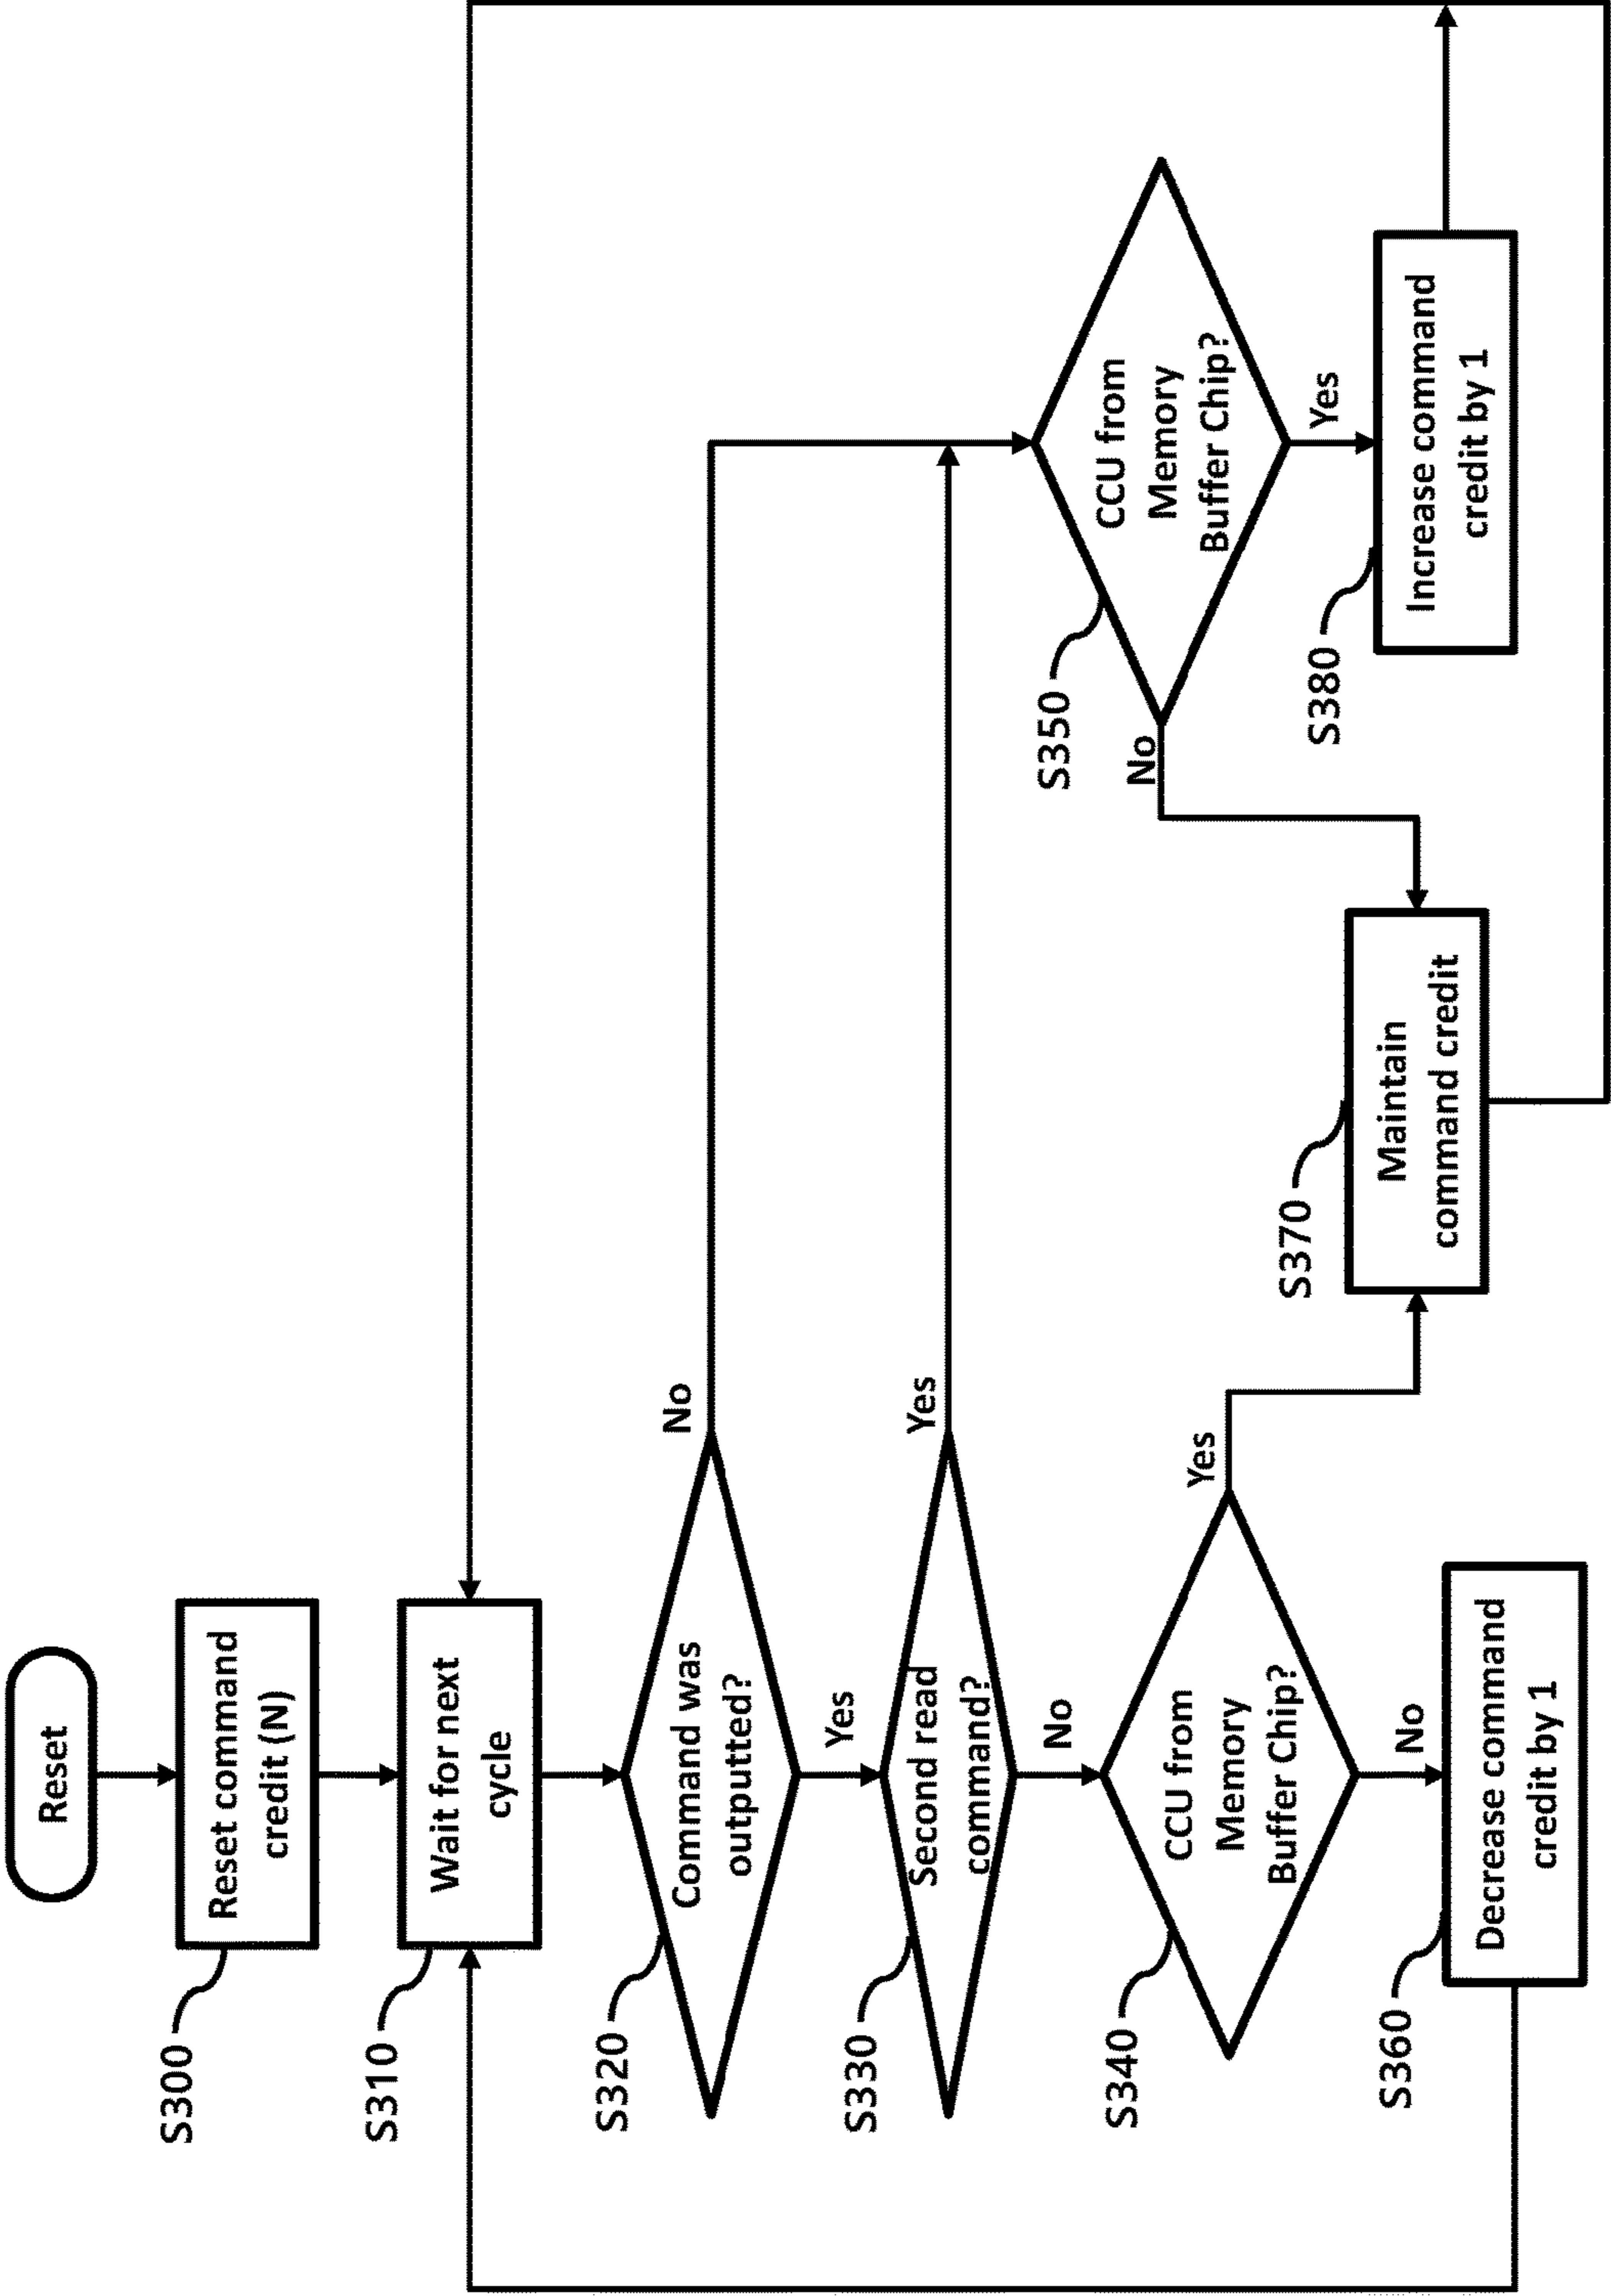 Reset
S300
Reset command
credit (N)
S310
Wait for next
cycle
S320
Command was
outputted?
No
Yes
S330
Second read
command?
Yes
No
S340
CCU from
Memory
Buffer Chip?
Yes
No
S350
CCU from
Memory
Buffer Chip?
No
Yes
S360
Decrease command
credit by 1
S370
Maintain
command credit
S380
Increase command
credit by 1